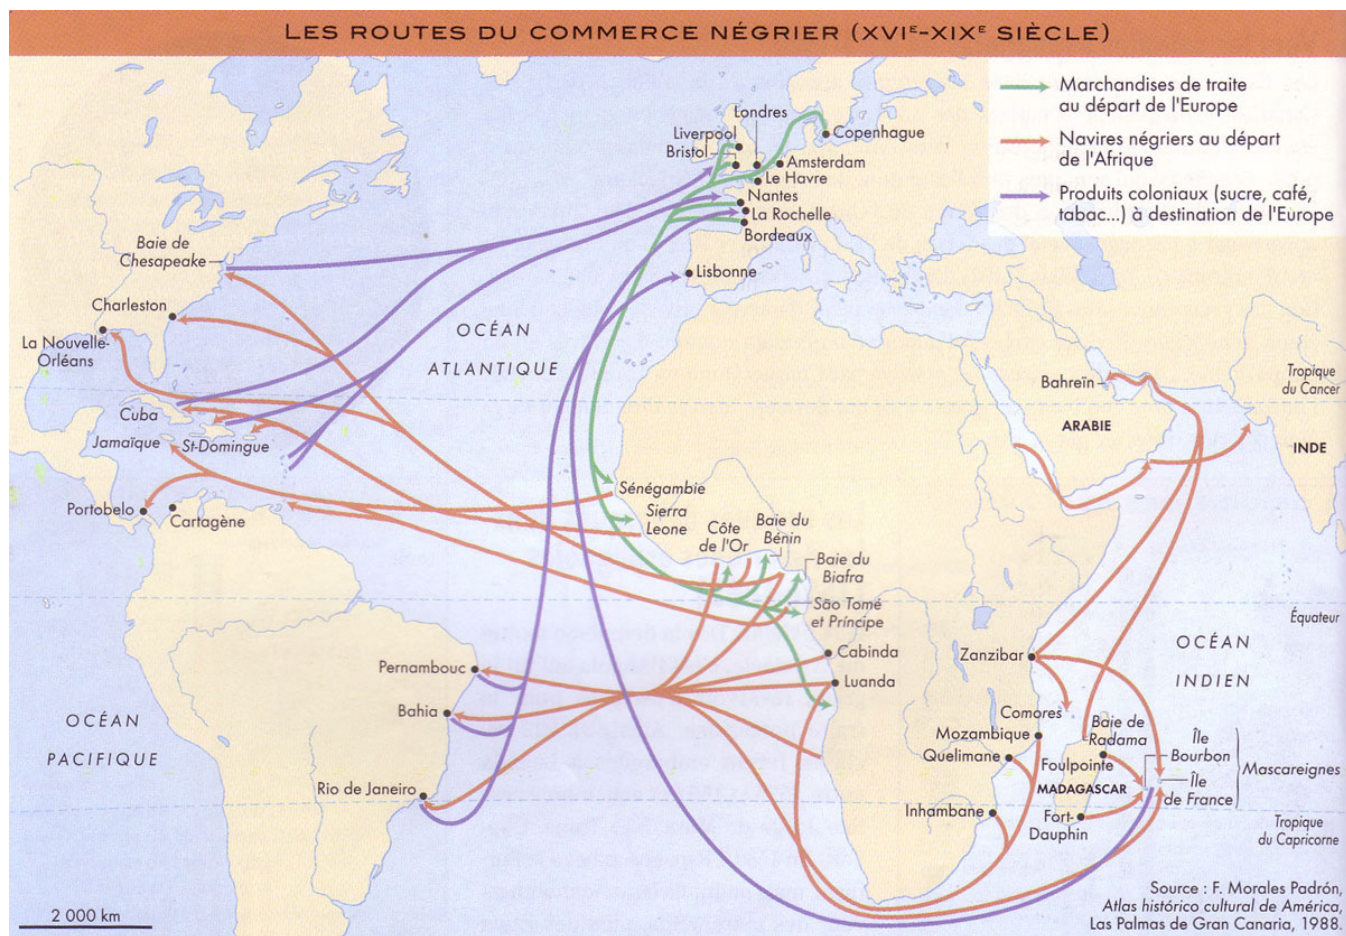 LES ROUTES DU COMMERCE NÉGRIER (XVIᵉ-XIXᵉ SIÈCLE)
Marchandises de traite
au départ de l'Europe
Navires négriers au départ
de l'Afrique
Produits coloniaux (sucre, café,
tabac...) à destination de l'Europe
Londres
Liverpool
Bristol
Copenhague
Amsterdam
Le Havre
Nantes
La Rochelle
Bordeaux
Lisbonne
Baie de
Chesapeake
Charleston
La Nouvelle-
Orléans
OCÉAN
ATLANTIQUE
Cuba
Jamaïque
St-Domingue
Portobelo
Cartagène
Bahreïn
ARABIE
INDE
Tropique
du Cancer
Sénégambie
Sierra
Leone
Côte
de l'Or
Baie du
Bénin
Baie du
Biafra
São Tomé
et Príncipe
Équateur
Cabinda
Luanda
Zanzibar
OCÉAN
INDIEN
Pernambouc
Bahia
Rio de Janeiro
OCÉAN
PACIFIQUE
Comores
Mozambique
Quelimane
Inhambane
Baie de
Radama
Foulpointe
MADAGASCAR
Fort-
Dauphin
Île
Bourbon
Île
de France
Mascareignes
Tropique
du Capricorne
2 000 km
Source : F. Morales Padrón,
Atlas histórico cultural de América,
Las Palmas de Gran Canaria, 1988.